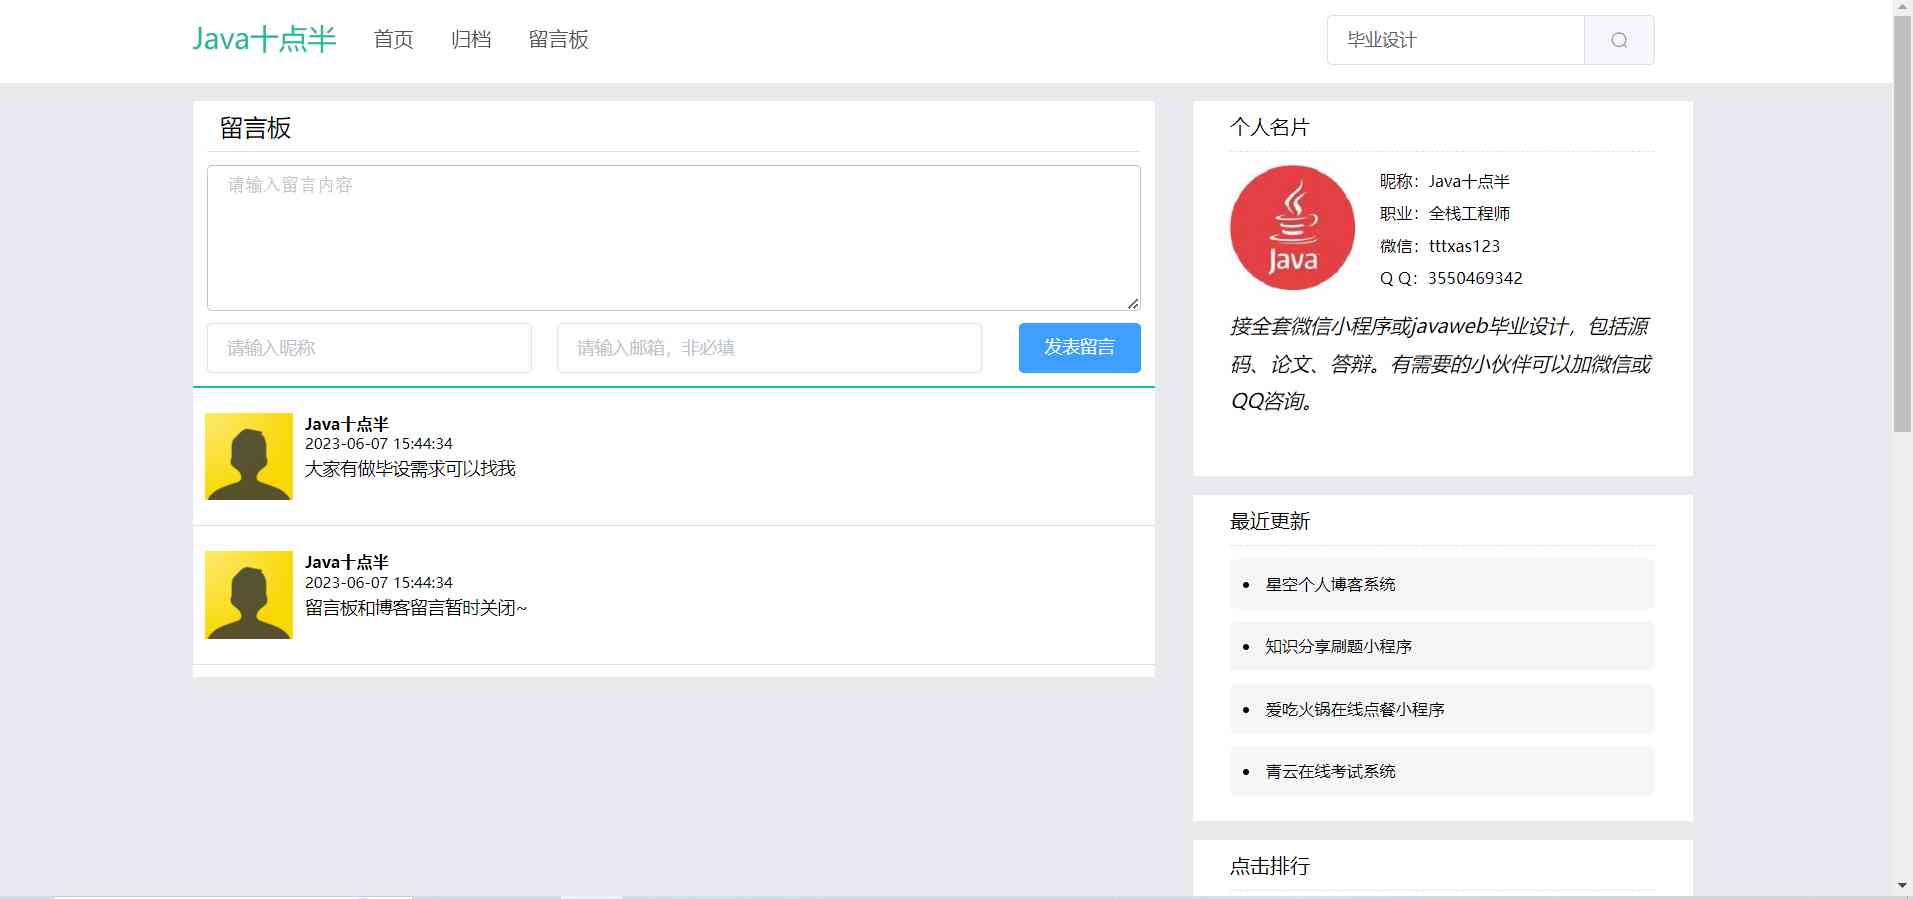 Java十点半 首页 归档 留言板 毕业设计
留言板
请输入留言内容
请输入昵称 请输入邮箱，非必填 发表留言
Java十点半
2023-06-07 15:44:34
大家有做毕设需求可以找我
Java十点半
2023-06-07 15:44:34
留言板和博客留言暂时关闭~
个人名片
Java
昵称：Java十点半
职业：全栈工程师
微信：tttxas123
Q Q：3550469342
接全套微信小程序或javaweb毕业设计，包括源
码、论文、答辩。有需要的小伙伴可以加微信或
QQ咨询。
最近更新
星空个人博客系统
知识分享刷题小程序
爱吃火锅在线点餐小程序
青云在线考试系统
点击排行